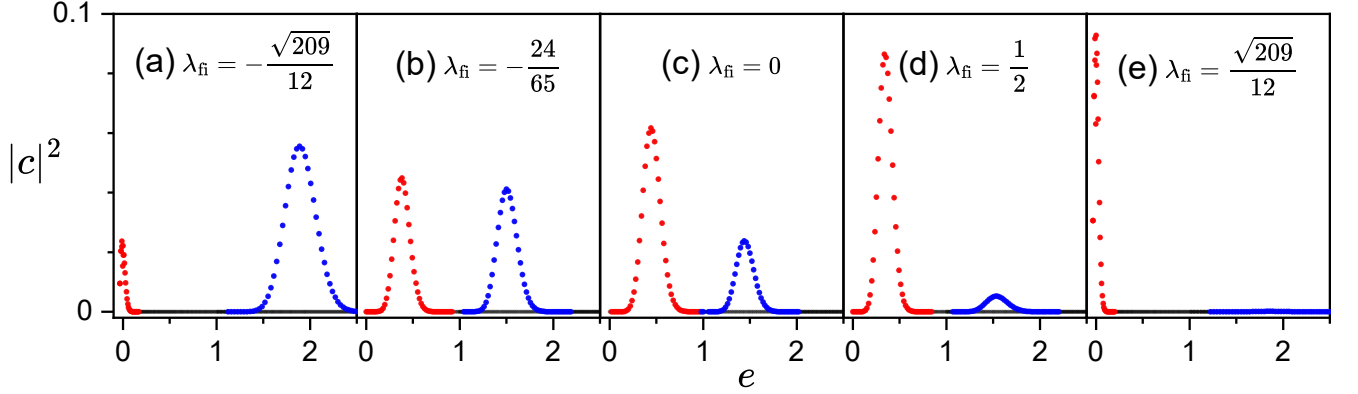 0.1
(a) λ_fi = −√209/12
(b) λ_fi = −24/65
(c) λ_fi = 0
(d) λ_fi = 1/2
(e) λ_fi = √209/12
|c|²
0
0 1 2 0 1 2 0 1 2 0 1 2 0 1 2
e